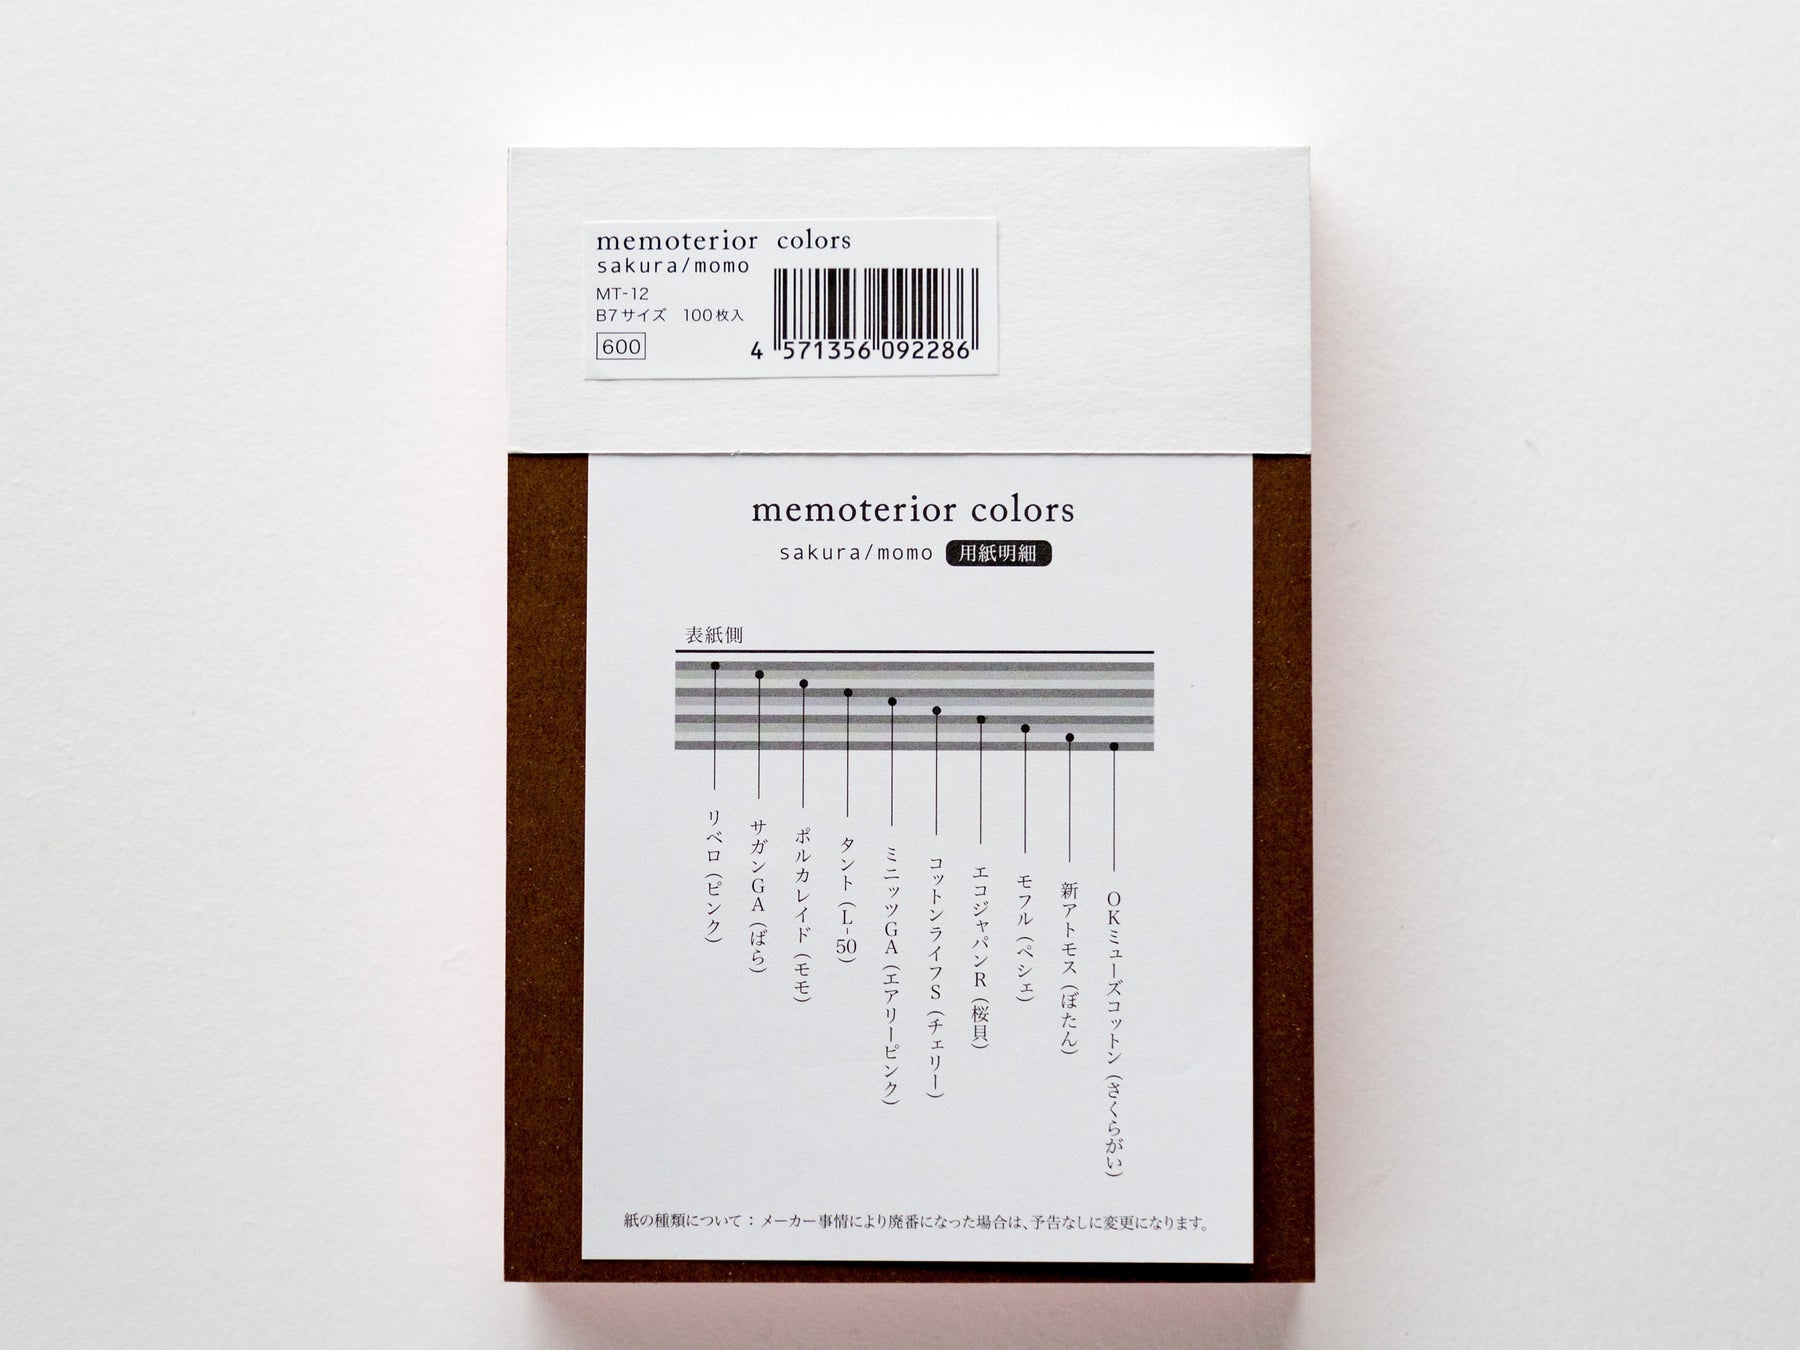 memoterior colors
sakura/momo
MT-12
B7サイズ 100枚入
600
4 571356 092286
memoterior colors
sakura/momo 用紙明細
表紙側
リベロ(ピンク)
サガンGA(ばら)
ポルカレイド(モモ)
タント(L-50)
ミニッツGA(エアリーピンク)
コットンライフS(チェリー)
エコジャパンR(桜貝)
モフル(ペシェ)
新アトモス(ぼたん)
OKミューズコットン(さくらがい)
紙の種類について：メーカー事情により廃番になった場合は、予告なしに変更になります。